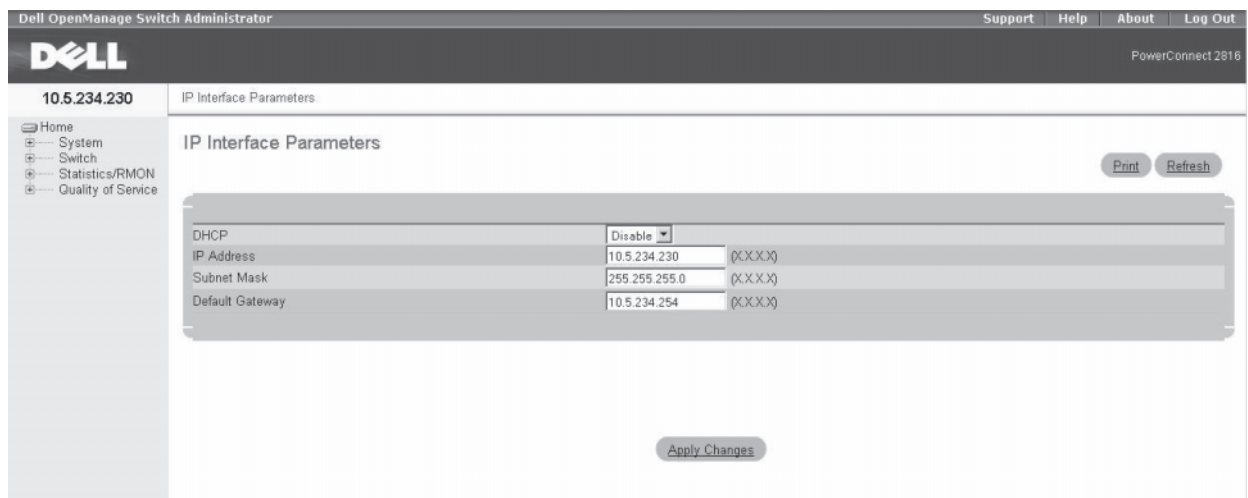 Dell OpenManage Switch Administrator Support Help About Log Out
DELL
PowerConnect 2816
10.5.234.230 IP Interface Parameters
Home
System
Switch
Statistics/RMON
Quality of Service
IP Interface Parameters
Print Refresh
DHCP Disable
IP Address 10.5.234.230 (X.X.X.X)
Subnet Mask 255.255.255.0 (X.X.X.X)
Default Gateway 10.5.234.254 (X.X.X.X)
Apply Changes